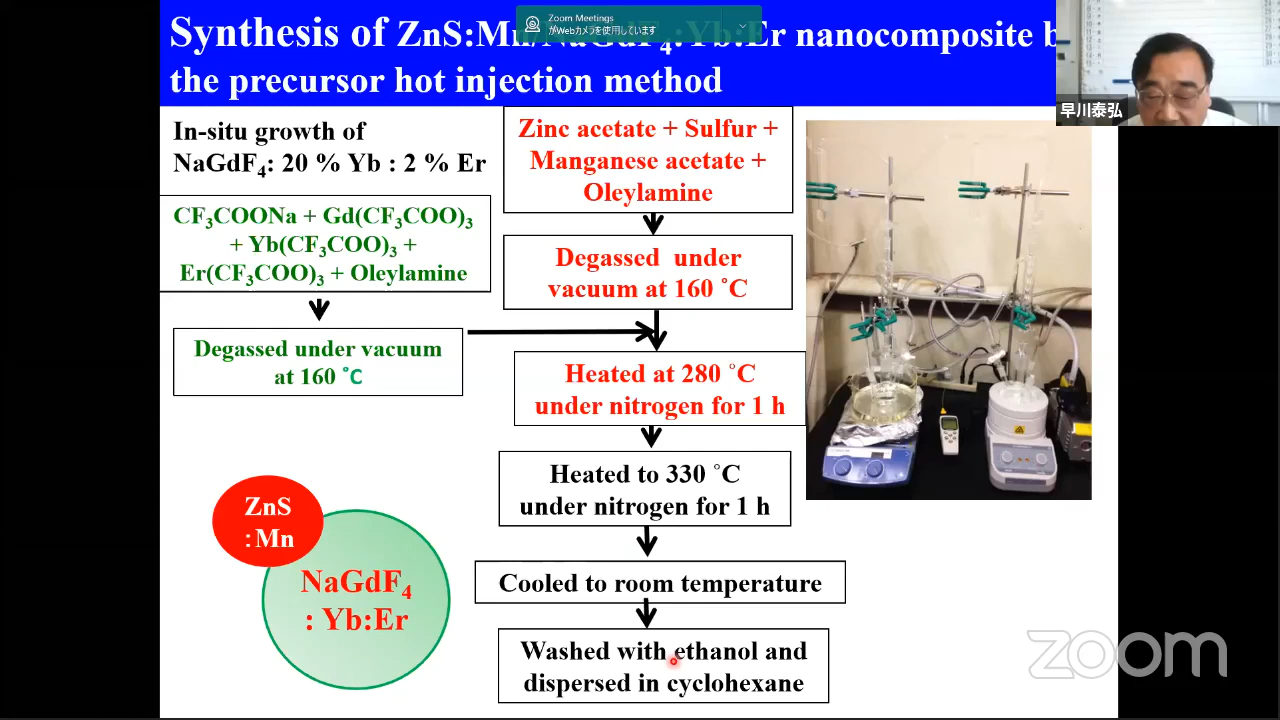 Zoom Meetings
がWebカメラを使用しています
Synthesis of ZnS:Mn/NaGdF₄:Yb:Er nanocomposite b
the precursor hot injection method
早川泰弘
In-situ growth of
NaGdF₄: 20 % Yb : 2 % Er
CF₃COONa + Gd(CF₃COO)₃
+ Yb(CF₃COO)₃ +
Er(CF₃COO)₃ + Oleylamine
Degassed under vacuum
at 160 ˚C
Zinc acetate + Sulfur +
Manganese acetate +
Oleylamine
Degassed under
vacuum at 160 ˚C
Heated at 280 ˚C
under nitrogen for 1 h
Heated to 330 ˚C
under nitrogen for 1 h
Cooled to room temperature
Washed with ethanol and
dispersed in cyclohexane
ZnS
:Mn
NaGdF₄
: Yb:Er
zoom